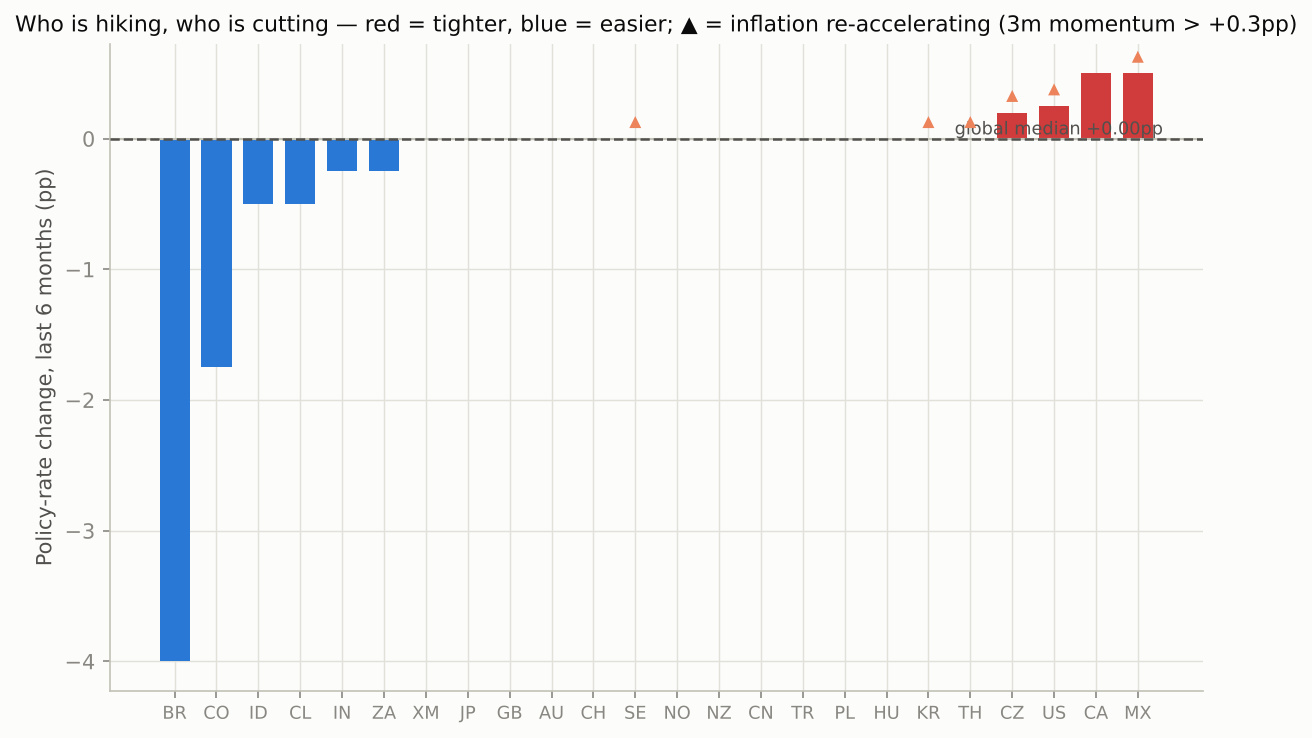 Who is hiking, who is cutting — red = tighter, blue = easier; ▲ = inflation re-accelerating (3m momentum > +0.3pp)
Policy-rate change, last 6 months (pp)
0
−1
−2
−3
−4
global median +0.00pp
BR CO ID CL IN ZA XM JP GB AU CH SE NO NZ CN TR PL HU KR TH CZ US CA MX